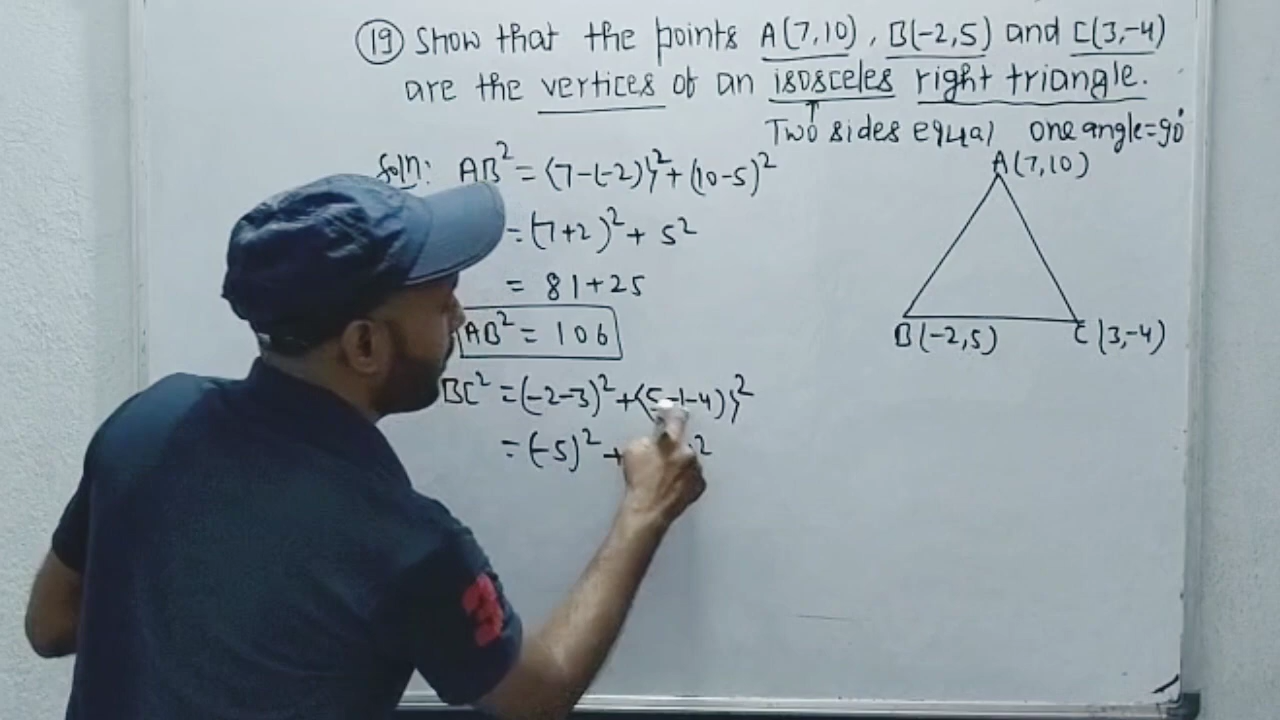 19 Show that the points A(7,10), B(-2,5) and C(3,-4)
are the vertices of an isosceles right triangle.
Two sides equal one angle=90°
Soln: AB² = (7-(-2))²+(10-5)²
= (7+2)² + 5²
= 81+25
AB² = 106
BC² = (-2-3)²+(5-(-4))²
= (-5)² +
A(7,10)
B(-2,5) C(3,-4)
3